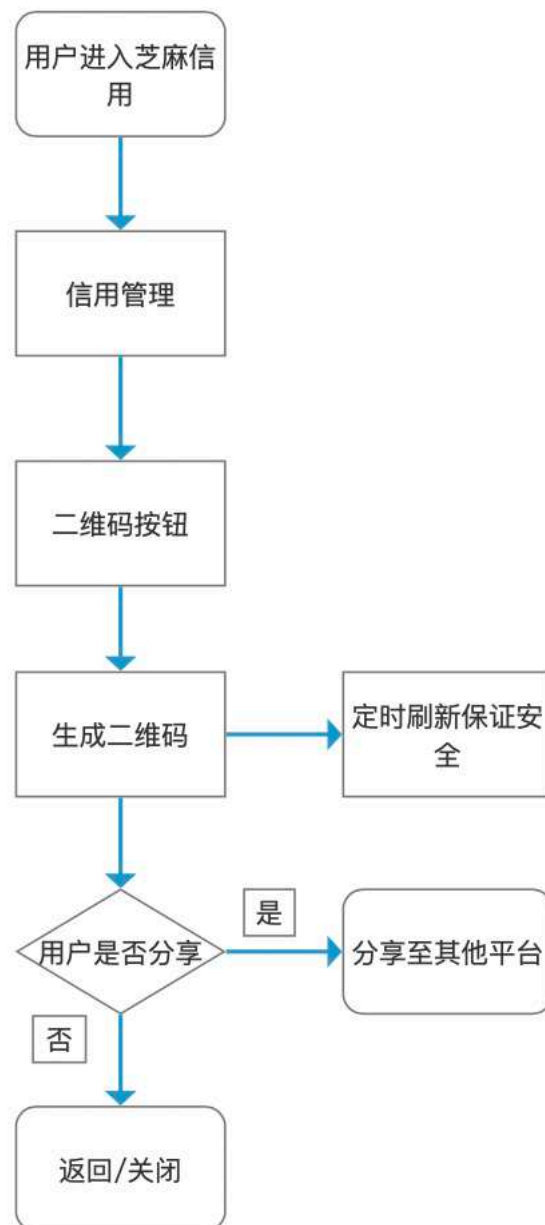 用户进入芝麻信
用
信用管理
二维码按钮
生成二维码
定时刷新保证安
全
用户是否分享
是
分享至其他平台
否
返回/关闭